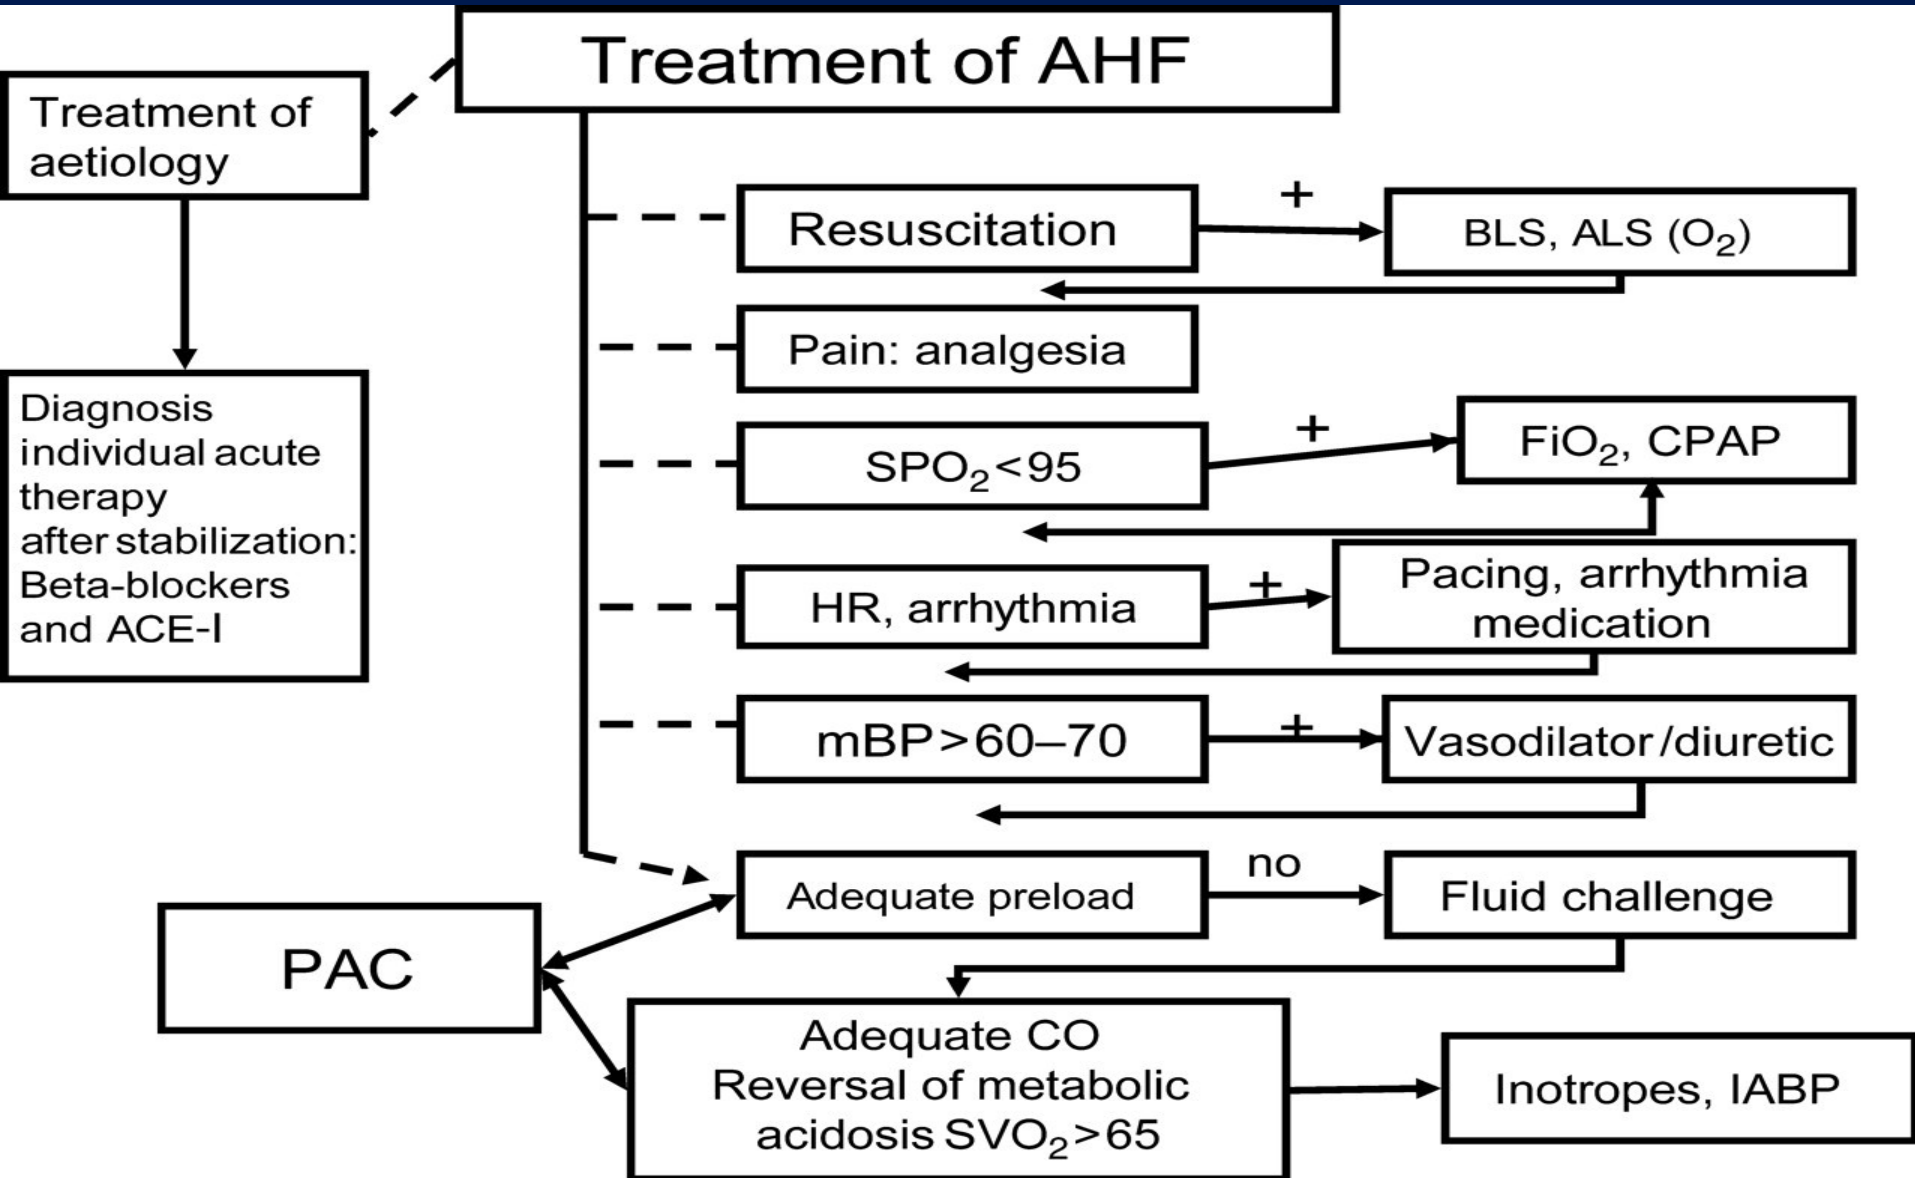 Treatment of AHF
Treatment of
aetiology
Diagnosis
individual acute
therapy
after stabilization:
Beta-blockers
and ACE-I
Resuscitation
+
BLS, ALS (O₂)
Pain: analgesia
SPO₂<95
+
FiO₂, CPAP
HR, arrhythmia
+
Pacing, arrhythmia
medication
mBP>60–70
+
Vasodilator/diuretic
Adequate preload
no
Fluid challenge
PAC
Adequate CO
Reversal of metabolic
acidosis SVO₂>65
Inotropes, IABP